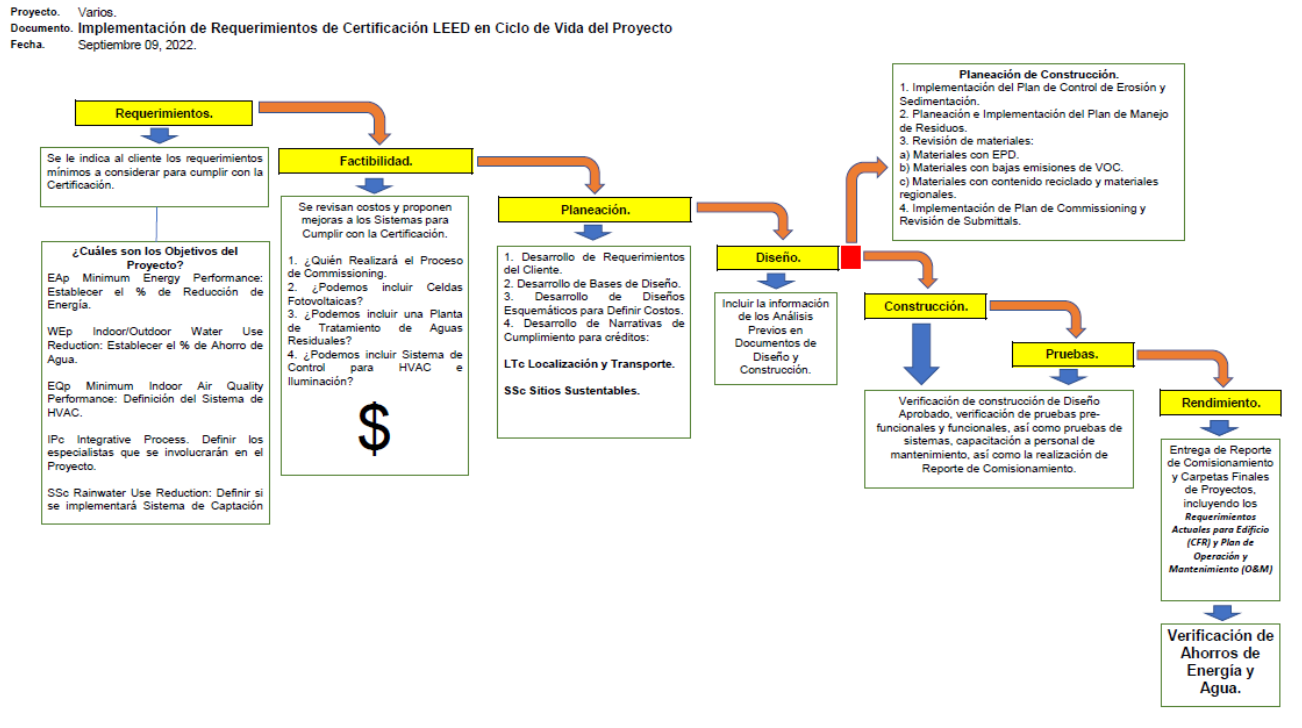 Proyecto. Varios.
Documento. Implementación de Requerimientos de Certificación LEED en Ciclo de Vida del Proyecto
Fecha. Septiembre 09, 2022.
Requerimientos.
Se le indica al cliente los requerimientos
mínimos a considerar para cumplir con la
Certificación.
¿Cuáles son los Objetivos del
Proyecto?
EAp Minimum Energy Performance:
Establecer el % de Reducción de
Energía.
WEp Indoor/Outdoor Water Use
Reduction: Establecer el % de Ahorro de
Agua.
EQp Minimum Indoor Air Quality
Performance: Definición del Sistema de
HVAC.
IPc Integrative Process. Definir los
especialistas que se involucrarán en el
Proyecto.
SSc Rainwater Use Reduction: Definir si
se implementará Sistema de Captación
Factibilidad.
Se revisan costos y proponen
mejoras a los Sistemas para
Cumplir con la Certificación.
1. ¿Quién Realizará el Proceso
de Commissioning.
2. ¿Podemos incluir Celdas
Fotovoltaicas?
3. ¿Podemos incluir una Planta
de Tratamiento de Aguas
Residuales?
4. ¿Podemos incluir Sistema de
Control para HVAC e
Iluminación?
$
Planeación.
1. Desarrollo de Requerimientos
del Cliente.
2. Desarrollo de Bases de Diseño.
3. Desarrollo de Diseños
Esquemáticos para Definir Costos.
4. Desarrollo de Narrativas de
Cumplimiento para créditos:
LTc Localización y Transporte.
SSc Sitios Sustentables.
Diseño.
Incluir la información
de los Análisis
Previos en
Documentos de
Diseño y
Construcción.
Planeación de Construcción.
1. Implementación del Plan de Control de Erosión y
Sedimentación.
2. Planeación e Implementación del Plan de Manejo
de Residuos.
3. Revisión de materiales:
a) Materiales con EPD.
b) Materiales con bajas emisiones de VOC.
c) Materiales con contenido reciclado y materiales
regionales.
4. Implementación de Plan de Commissioning y
Revisión de Submittals.
Construcción.
Pruebas.
Verificación de construcción de Diseño
Aprobado, verificación de pruebas pre-
funcionales y funcionales, así como pruebas de
sistemas, capacitación a personal de
mantenimiento, así como la realización de
Reporte de Comisionamiento.
Rendimiento.
Entrega de Reporte
de Comisionamiento
y Carpetas Finales
de Proyectos,
incluyendo los
Requerimientos
Actuales para Edificio
(CFR) y Plan de
Operación y
Mantenimiento (O&M)
Verificación de
Ahorros de
Energía y
Agua.